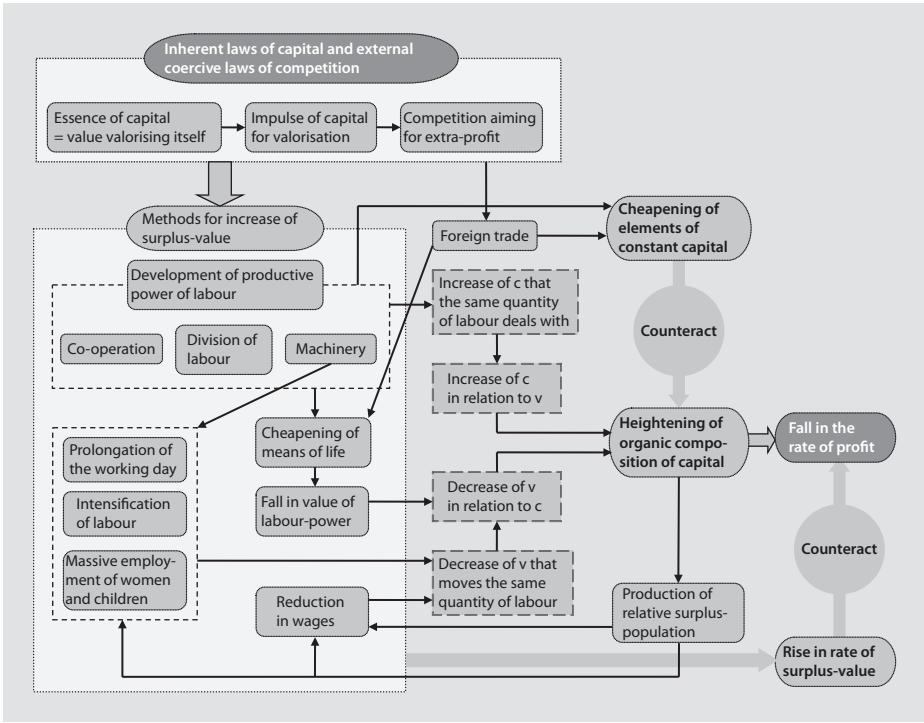 Inherent laws of capital and external
coercive laws of competition
Essence of capital
= value valorising itself
Impulse of capital
for valorisation
Competition aiming
for extra-profit
Methods for increase of
surplus-value
Foreign trade
Cheapening of
elements of
constant capital
Development of productive
power of labour
Co-operation
Division of
labour
Machinery
Increase of c that
the same quantity
of labour deals with
Counteract
Increase of c
in relation to v
Prolongation of
the working day
Intensification
of labour
Massive employ-
ment of women
and children
Cheapening of
means of life
Fall in value of
labour-power
Heightening of
organic compo-
sition of capital
Fall in the
rate of profit
Decrease of v
in relation to c
Decrease of v that
moves the same
quantity of labour
Counteract
Reduction
in wages
Production of
relative surplus-
population
Rise in rate of
surplus-value